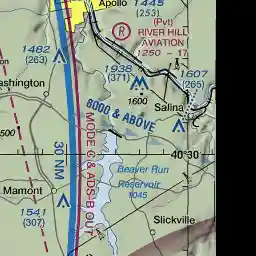 Apollo
1445
(253)
(Pvt)
RIVER HILL
AVIATION
1250 - 17
R
1482
(263)
1938
(371)
1607
(265)
1600
Salina
ashington
8000 & ABOVE
500
MODE C & ADS-B OUT
30 NM
40°30'
Beaver Run
Reservoir
1045
Mamont
1541
(307)
Slickville